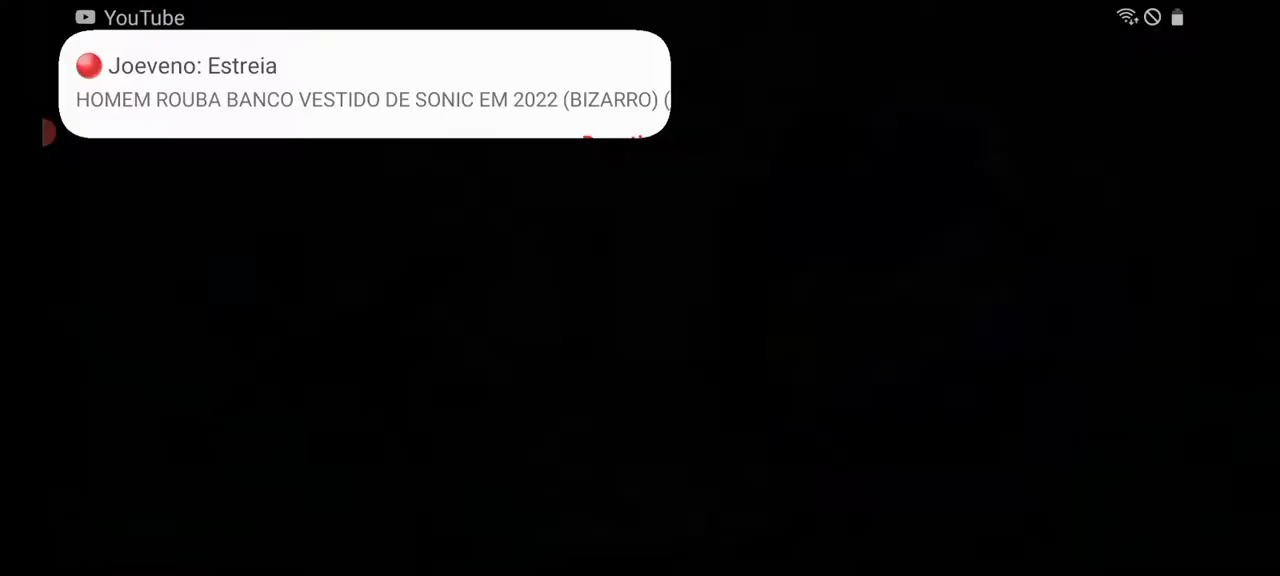 YouTube
Joeveno: Estreia
HOMEM ROUBA BANCO VESTIDO DE SONIC EM 2022 (BIZARRO) (